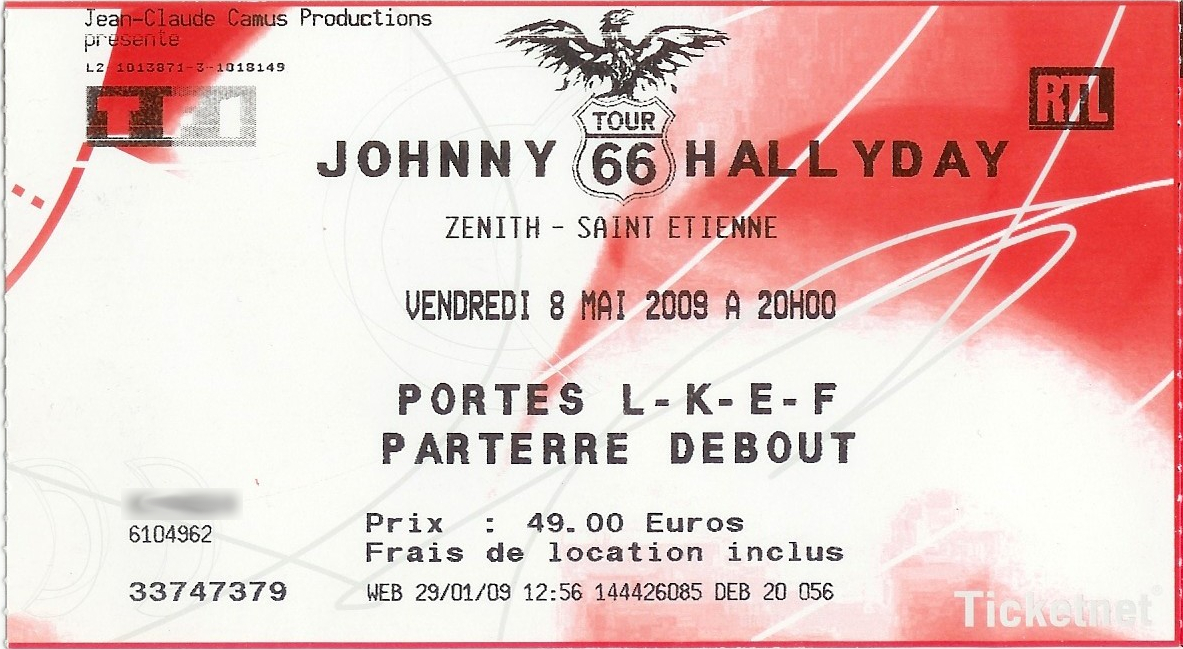 Jean-Claude Camus Productions
présente
L2-1013871-3-1018149
TF1
RTL
TOUR
JOHNNY 66 HALLYDAY
ZENITH - SAINT ETIENNE
VENDREDI 8 MAI 2009 A 20H00
PORTES L-K-E-F
PARTERRE DEBOUT
6104962
Prix : 49.00 Euros
Frais de location inclus
33747379
WEB 29/01/09 12:56 144426085 DEB 20 056
Ticketnet